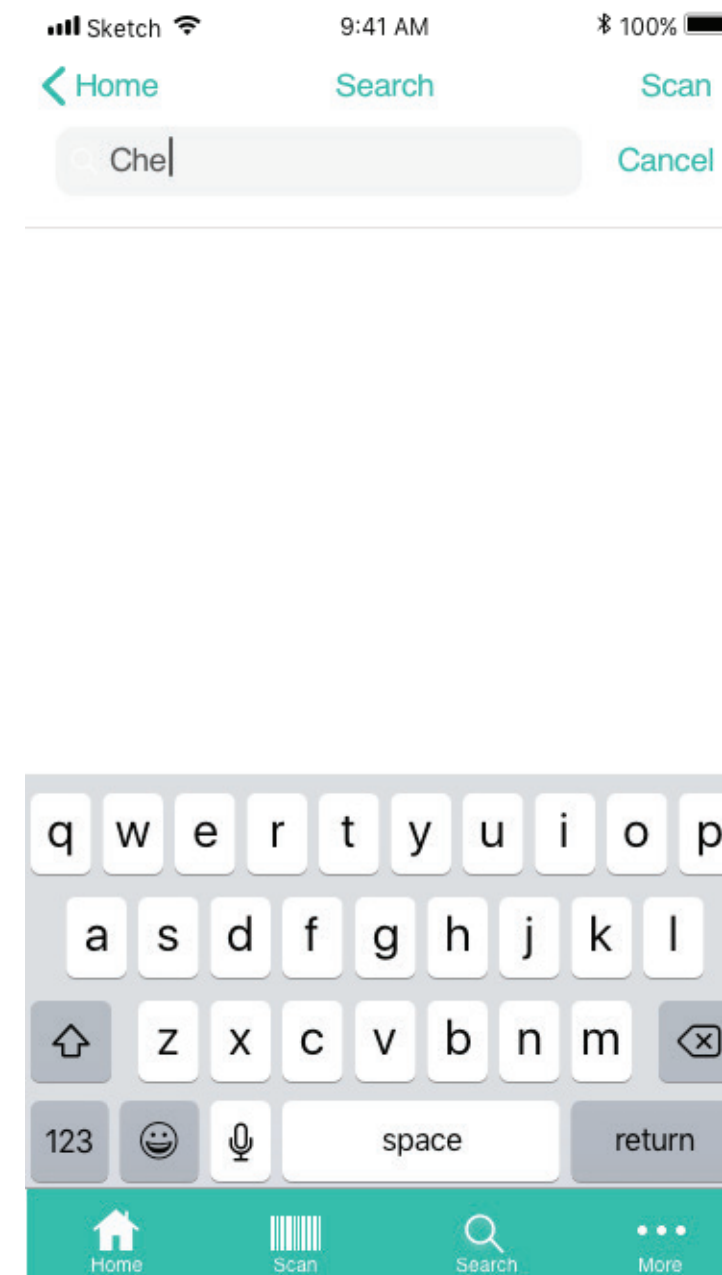 Sketch 9:41 AM 100%
Home Search Scan
Che Cancel
q w e r t y u i o p
a s d f g h j k l
z x c v b n m
123 space return
Home Scan Search More